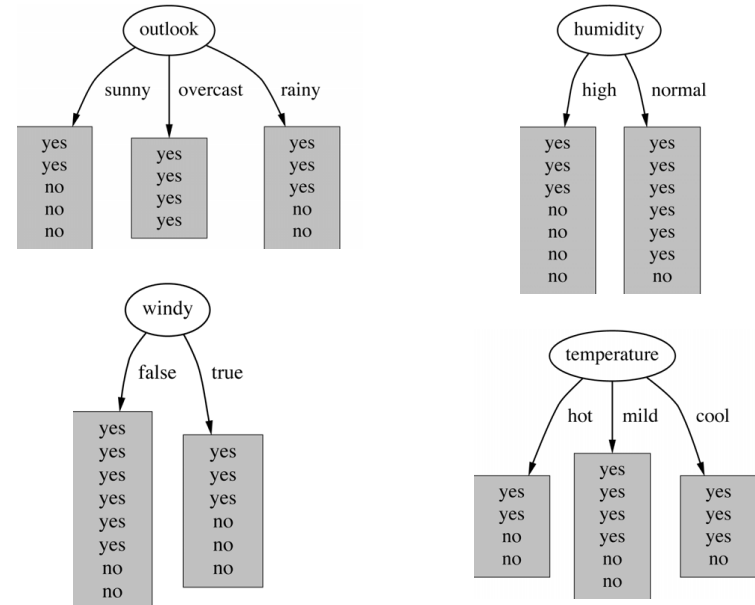 outlook
sunny overcast rainy
yes
yes
no
no
no
yes
yes
yes
yes
yes
yes
yes
no
no
humidity
high normal
yes
yes
yes
no
no
no
no
yes
yes
yes
yes
yes
yes
no
windy
false true
yes
yes
yes
yes
yes
yes
no
no
yes
yes
yes
no
no
no
temperature
hot mild cool
yes
yes
no
no
yes
yes
yes
yes
no
no
yes
yes
yes
no